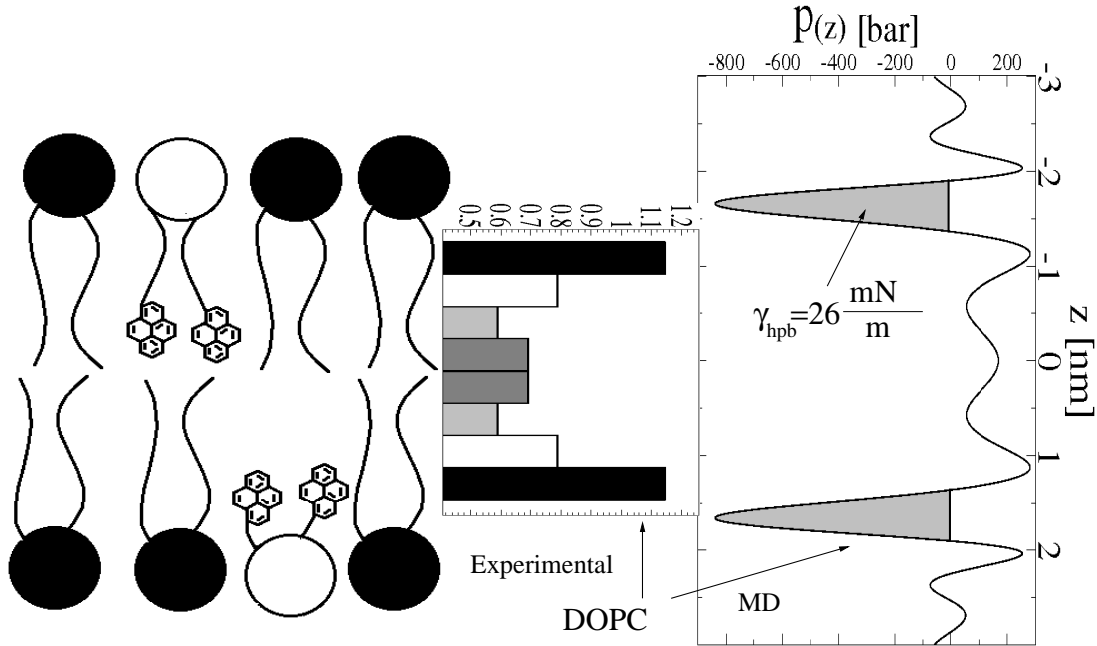 p(z) [bar]
-800 -600 -400 -200 0 200
-3
-2
-1
0
1
2
z [nm]
0.5 0.6 0.7 0.8 0.9 1 1.1 1.2
γhpb=26 mN
m
Experimental
DOPC
MD